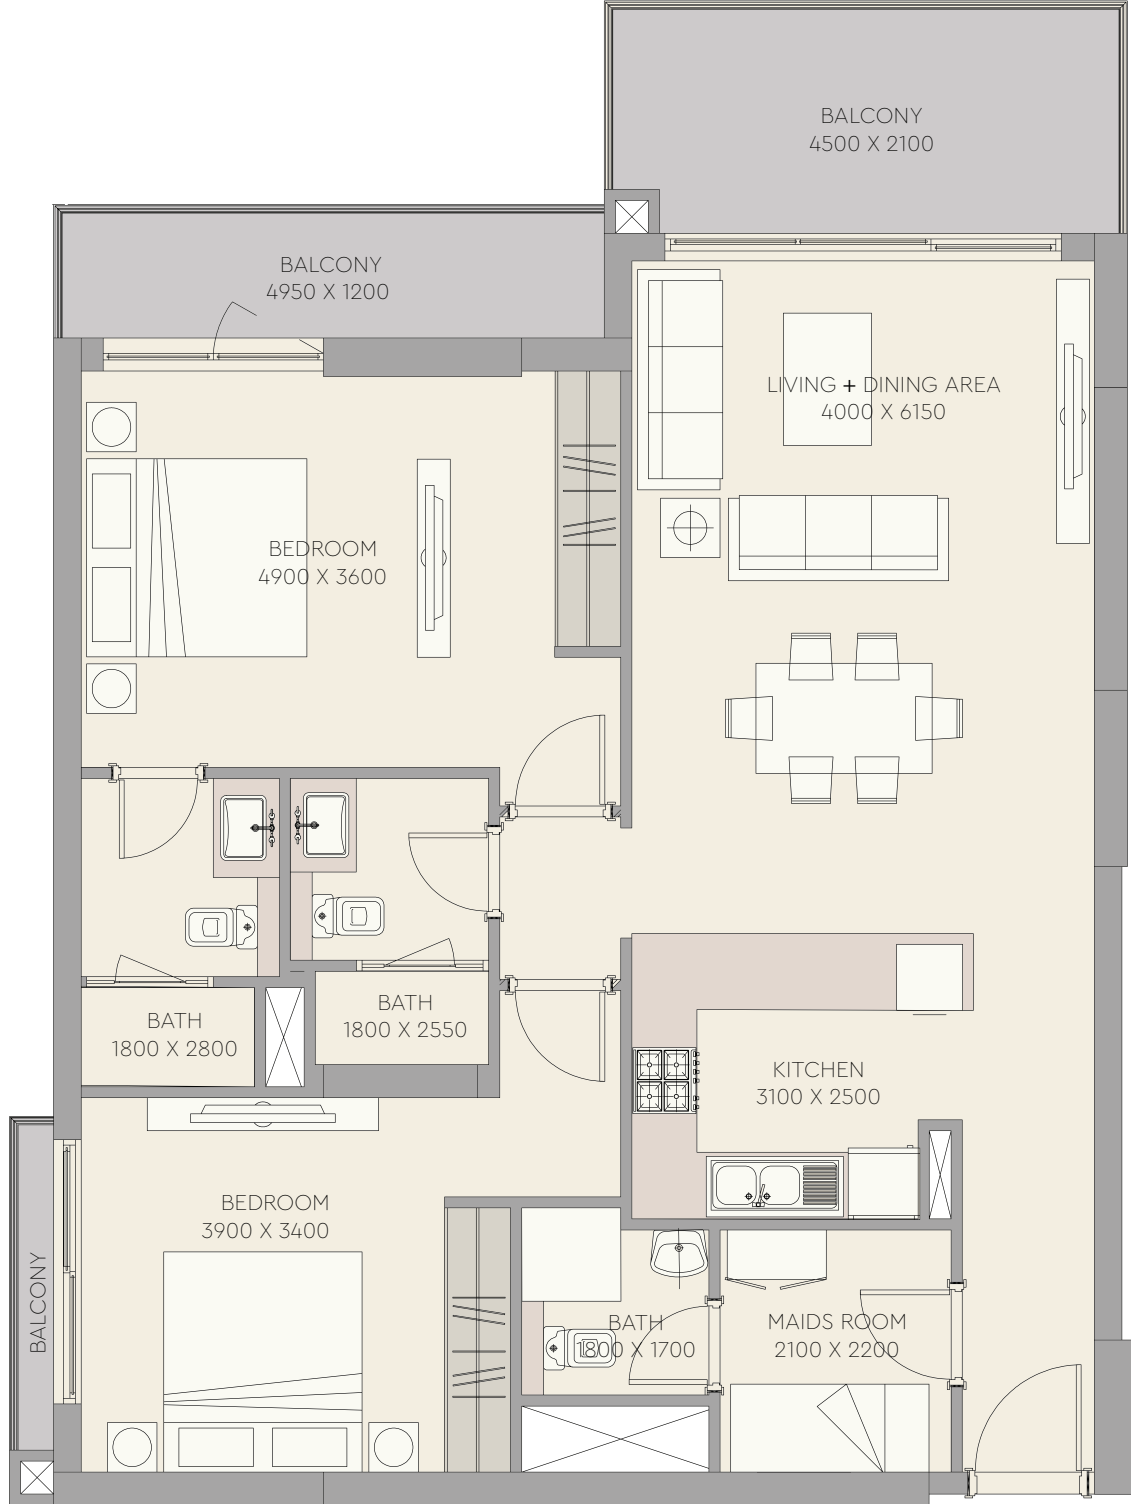 BALCONY
4500 X 2100
BALCONY
4950 X 1200
LIVING + DINING AREA
4000 X 6150
BEDROOM
4900 X 3600
BATH
1800 X 2550
BATH
1800 X 2800
KITCHEN
3100 X 2500
BEDROOM
3900 X 3400
BALCONY
BATH
1800 X 1700
MAIDS ROOM
2100 X 2200